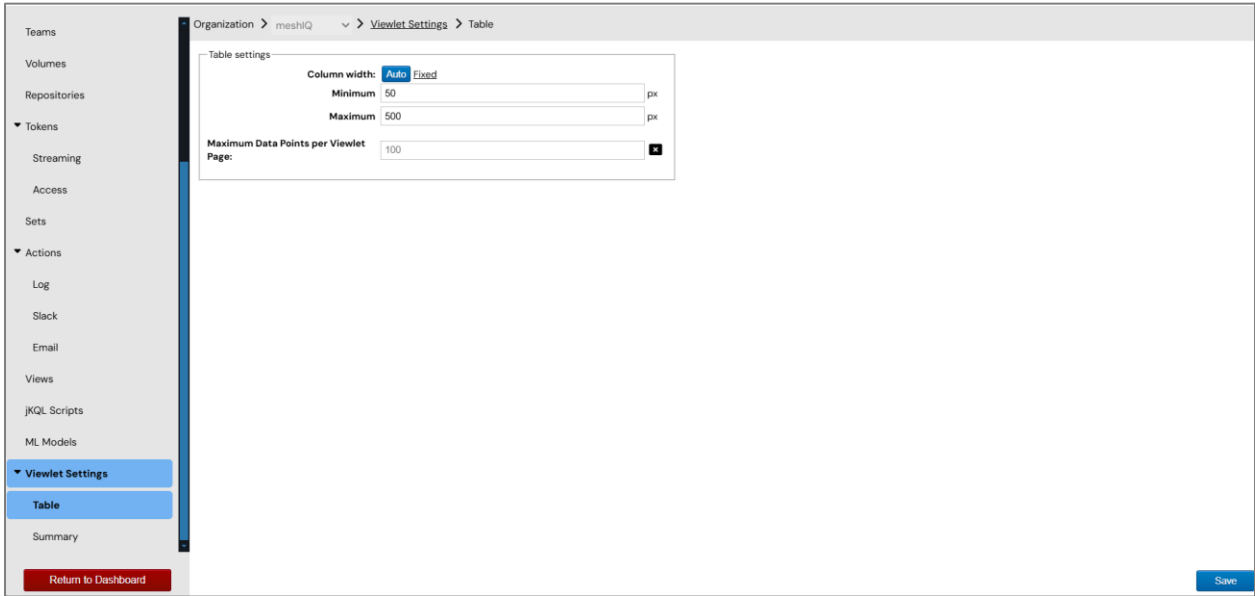 Teams
Volumes
Repositories
Tokens
Streaming
Access
Sets
Actions
Log
Slack
Email
Views
jKQL Scripts
ML Models
Viewlet Settings
Table
Summary
Return to Dashboard
Organization > meshIQ > Viewlet Settings > Table
Table settings
Column width: Auto Fixed
Minimum 50 px
Maximum 500 px
Maximum Data Points per Viewlet
Page: 100
Save